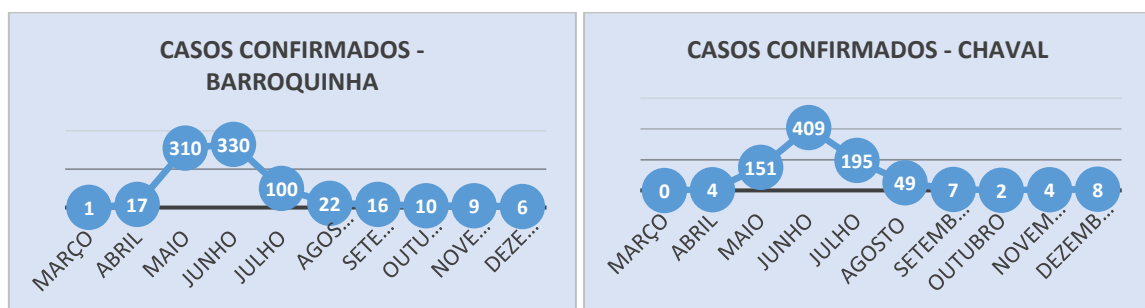 CASOS CONFIRMADOS -
BARROQUINHA
1 17 310 330 100 22 16 10 9 6
MARÇO ABRIL MAIO JUNHO JULHO AGOS... SETE... OUTU... NOVE... DEZE...
CASOS CONFIRMADOS - CHAVAL
0 4 151 409 195 49 7 2 4 8
MARÇO ABRIL MAIO JUNHO JULHO AGOSTO SETEMB... OUTUBRO NOVEM... DEZEMB...